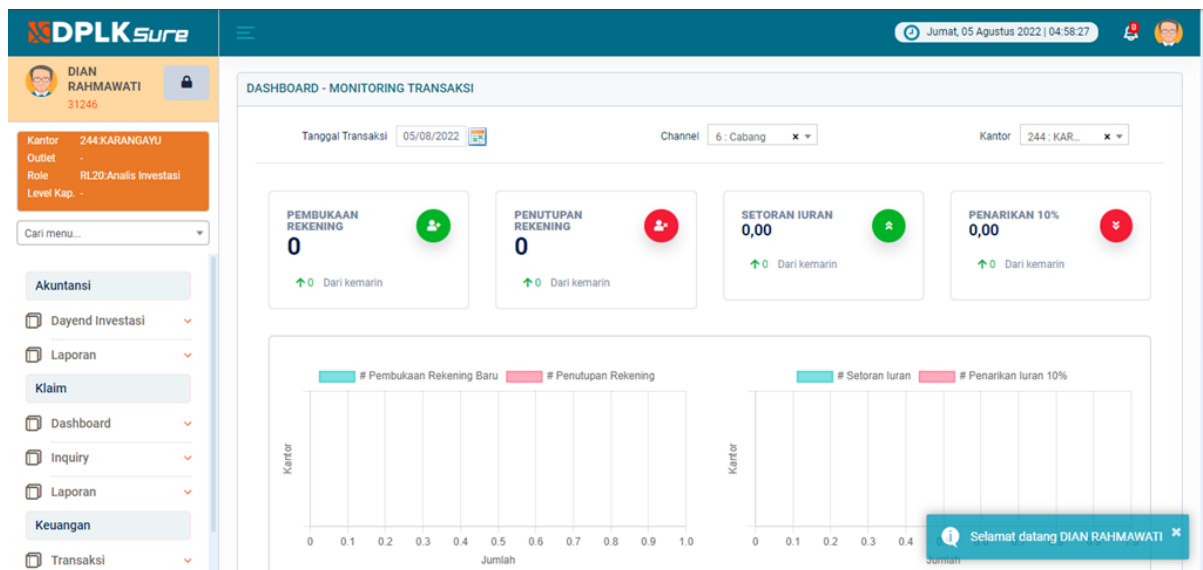 DPLK Sure
Jumat, 05 Agustus 2022 | 04:58:27
0
DIAN
RAHMAWATI
31246
Kantor 244:KARANGAYU
Outlet -
Role RL20:Analis Investasi
Level Kap. -
Cari menu...
Akuntansi
Dayend Investasi
Laporan
Klaim
Dashboard
Inquiry
Laporan
Keuangan
Transaksi
DASHBOARD - MONITORING TRANSAKSI
Tanggal Transaksi 05/08/2022
Channel 6 : Cabang x
Kantor 244 : KAR... x
PEMBUKAAN
REKENING
0
0 Dari kemarin
PENUTUPAN
REKENING
0
0 Dari kemarin
SETORAN IURAN
0,00
0 Dari kemarin
PENARIKAN 10%
0,00
0 Dari kemarin
# Pembukaan Rekening Baru # Penutupan Rekening
Kantor
0 0.1 0.2 0.3 0.4 0.5 0.6 0.7 0.8 0.9 1.0
Jumlah
# Setoran Iuran # Penarikan Iuran 10%
Kantor
0 0.1 0.2 0.3 0.4
Jumlah
Selamat datang DIAN RAHMAWATI ×